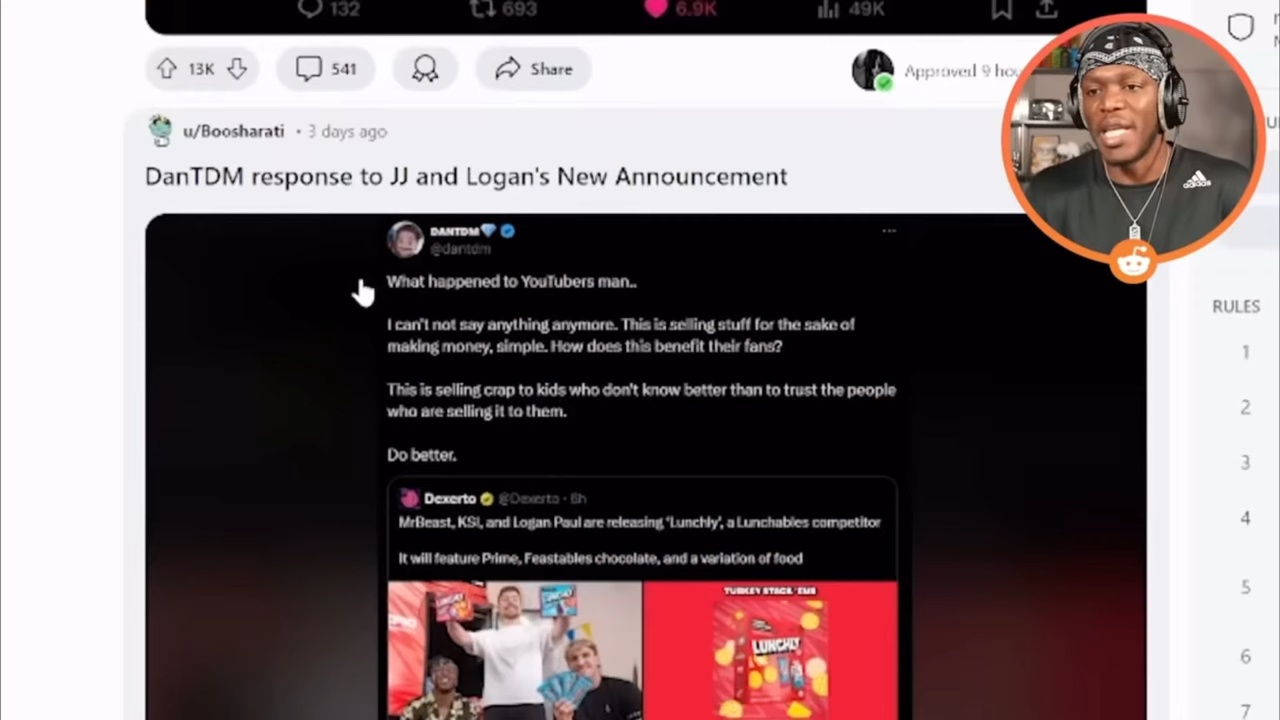 132 693 6.9K 49K
13K 541 Share Approved 9 hou
u/Boosharati • 3 days ago
DanTDM response to JJ and Logan's New Announcement
DANTDM
@dantdm
What happened to YouTubers man..
I can't not say anything anymore. This is selling stuff for the sake of
making money, simple. How does this benefit their fans?
This is selling crap to kids who don't know better than to trust the people
who are selling it to them.
Do better.
Dexerto @Dexerto · 6h
MrBeast, KSI, and Logan Paul are releasing 'Lunchly', a Lunchables competitor
It will feature Prime, Feastables chocolate, and a variation of food
TURKEY STACK 'EMS
LUNCHLY
LUNCHLY
adidas
RULES
1
2
3
4
5
6
7